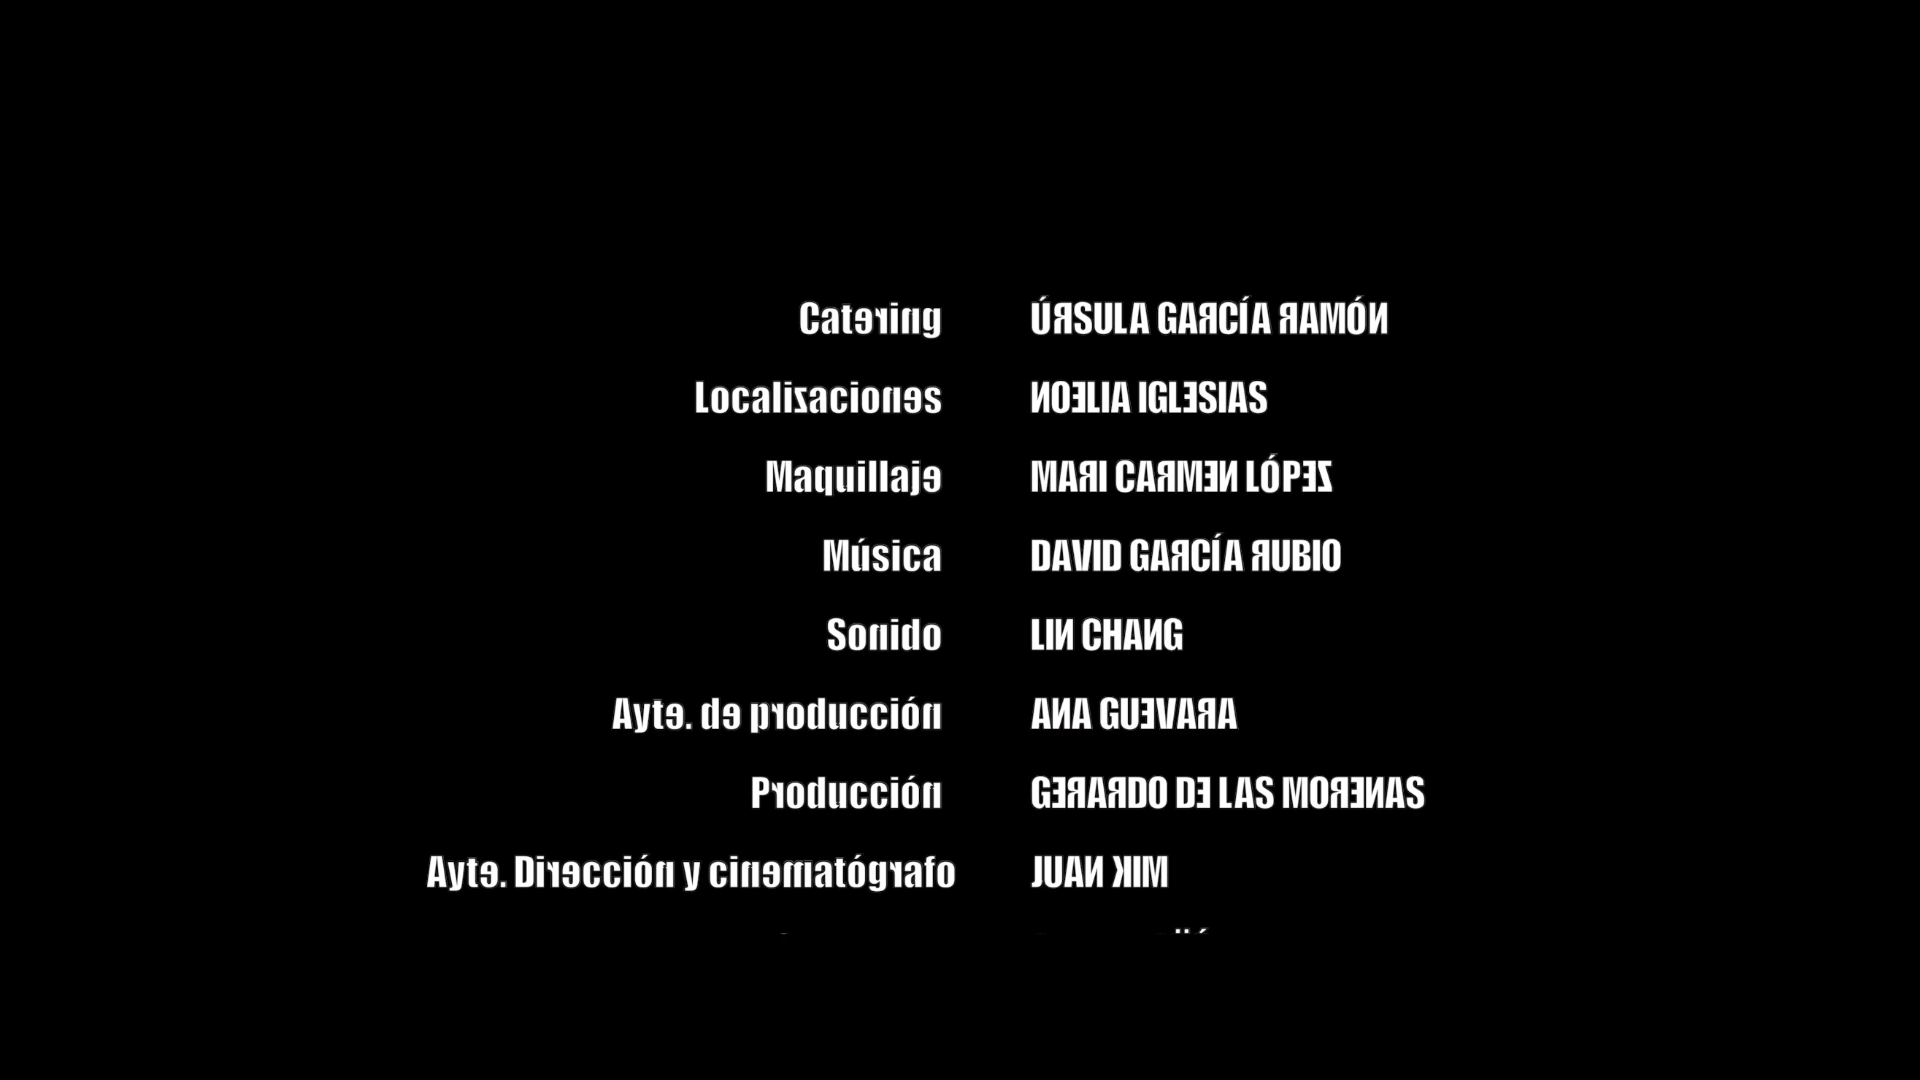 Catering ÚRSULA GARCÍA RAMÓN
Localizaciones NOELIA IGLESIAS
Maquillaje MARI CARMEN LÓPEZ
Música DAVID GARCÍA RUBIO
Sonido LIN CHANG
Ayte. de producción ANA GUEVARA
Producción GERARDO DE LAS MORENAS
Ayte. Dirección y cinematógrafo JUAN KIM